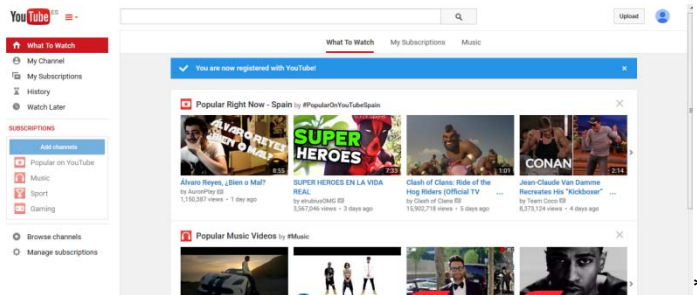 YouTube ES
Upload
What To Watch
My Channel
My Subscriptions
History
Watch Later
SUBSCRIPTIONS
Add channels
Popular on YouTube
Music
Sport
Gaming
Browse channels
Manage subscriptions
What To Watch My Subscriptions Music
You are now registered with YouTube!
Popular Right Now - Spain by #PopularOnYouTubeSpain
ALVARO REYES
BIEN O MAL?
8:55
SUPER
HEROES
7:33
1:01
CONAN
2:14
Álvaro Reyes, ¿Bien o Mal?
by AuronPlay
1,150,387 views • 1 day ago
SUPER HEROES EN LA VIDA
REAL
by elrubiusOMG
3,567,046 views • 3 days ago
Clash of Clans: Ride of the
Hog Riders (Official TV ...
by Clash of Clans
15,902,718 views • 5 days ago
Jean-Claude Van Damme
Recreates His "Kickboxer" ...
by Team Coco
8,373,124 views • 4 days ago
Popular Music Videos by #Music